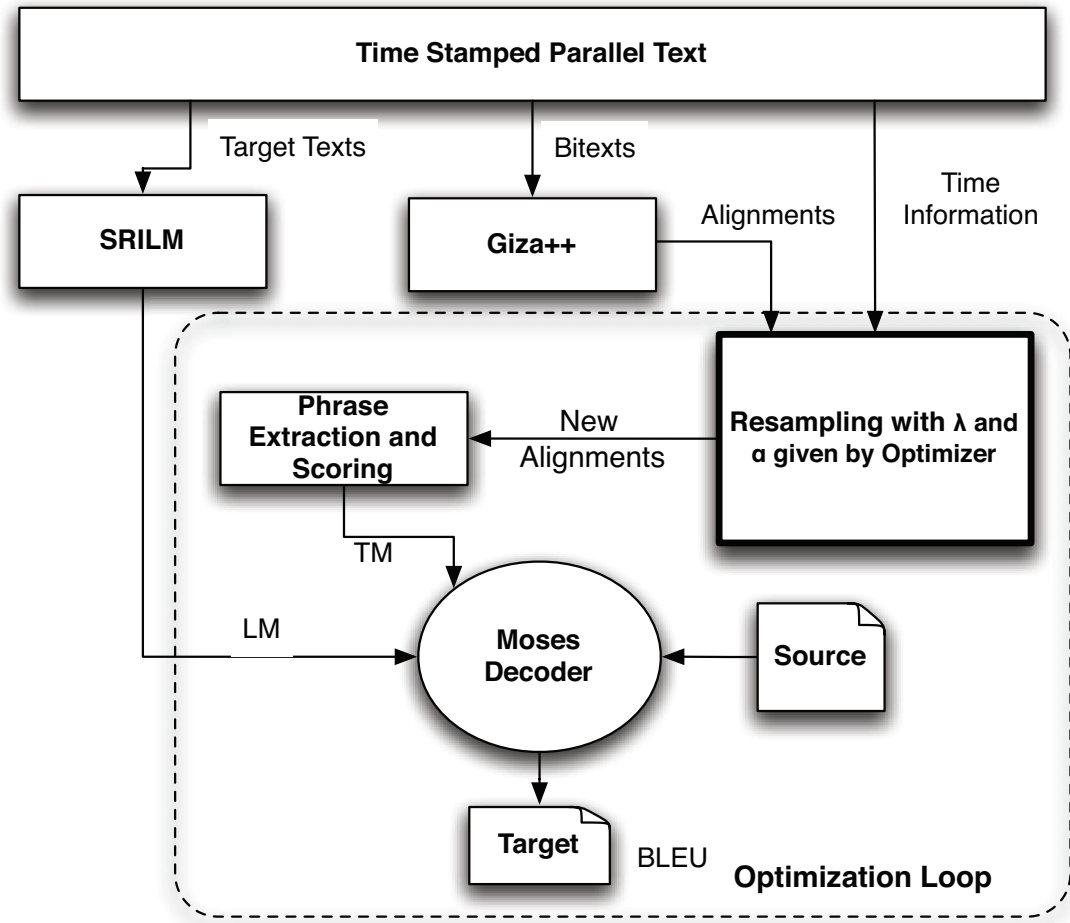 Time Stamped Parallel Text
Target Texts
Bitexts
Time
Information
SRILM
Giza++
Alignments
Phrase
Extraction and
Scoring
New
Alignments
Resampling with λ and
α given by Optimizer
TM
LM
Moses
Decoder
Source
Target
BLEU
Optimization Loop